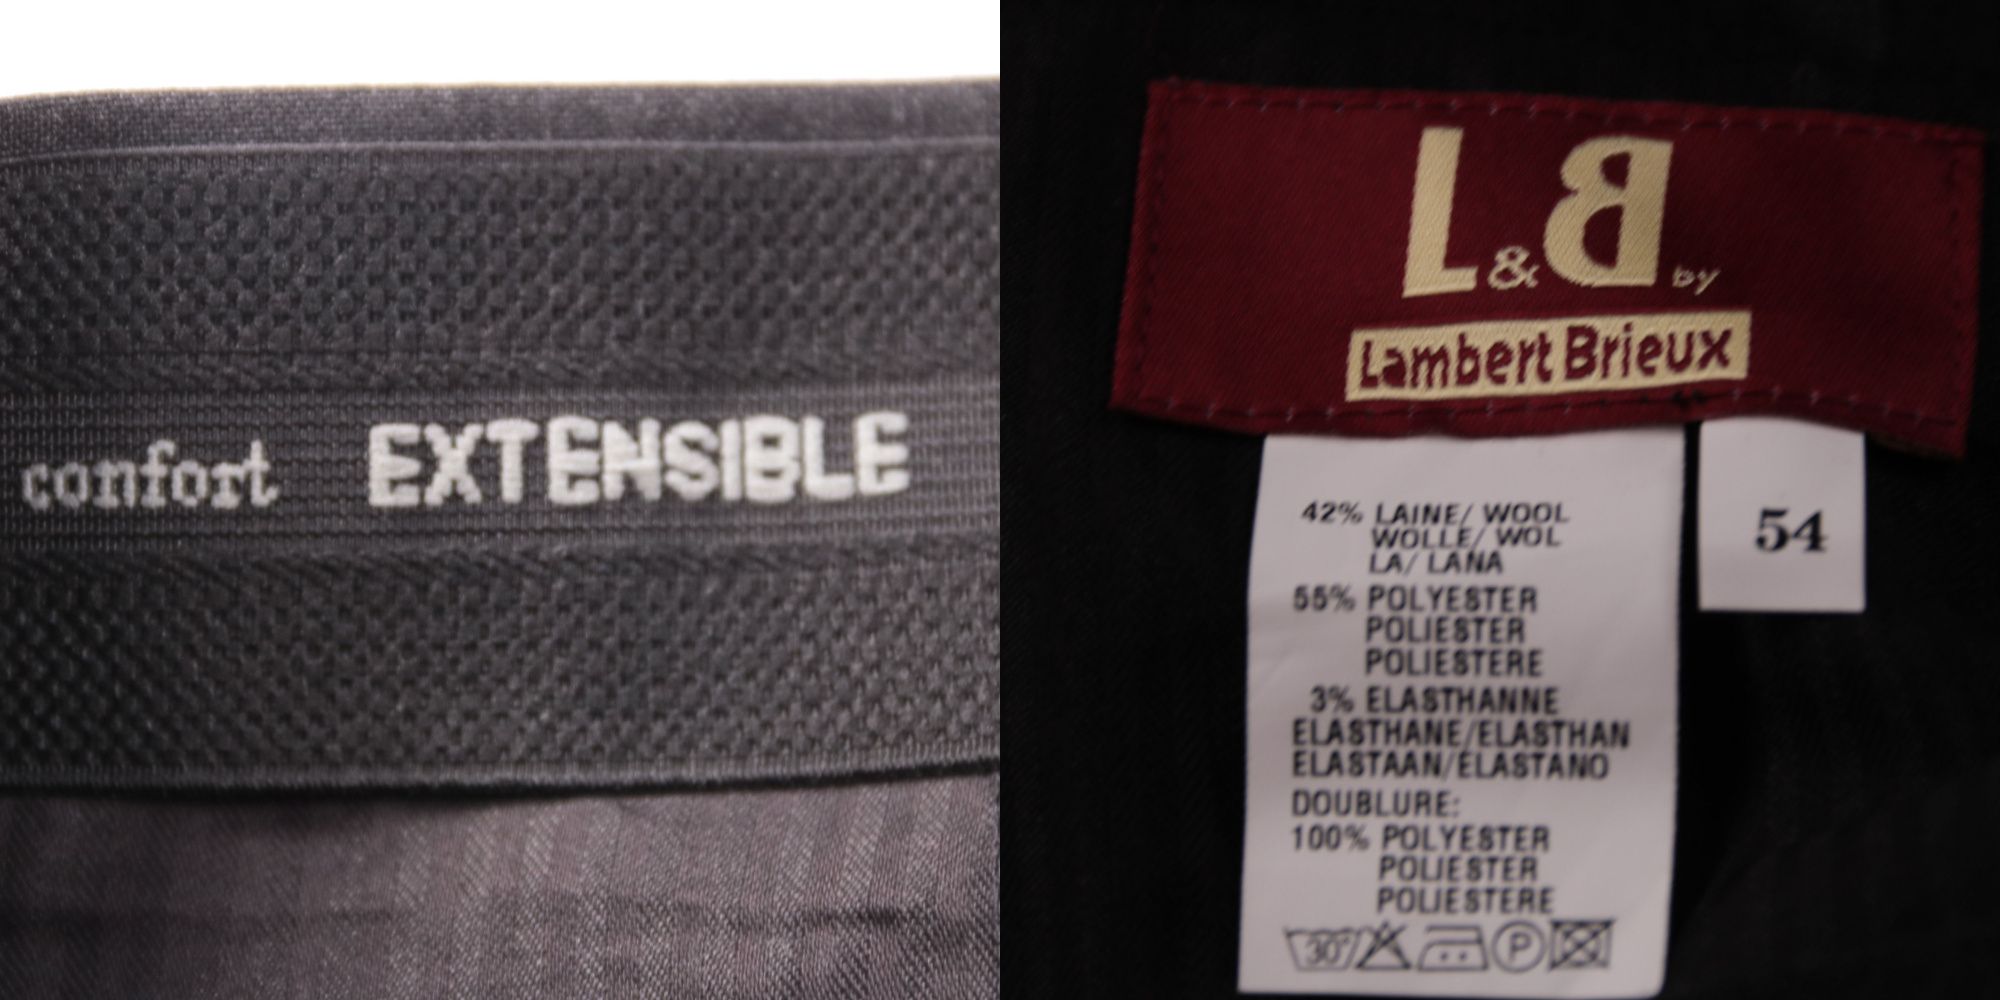 confort EXTENSIBLE
L&B by
Lambert Brieux
42% LAINE/ WOOL
WOLLE/ WOL
LA/ LANA
55% POLYESTER
POLIESTER
POLIESTERE
3% ELASTHANNE
ELASTHANE/ELASTHAN
ELASTAAN/ELASTANO
DOUBLURE:
100% POLYESTER
POLIESTER
POLIESTERE
30° P
54